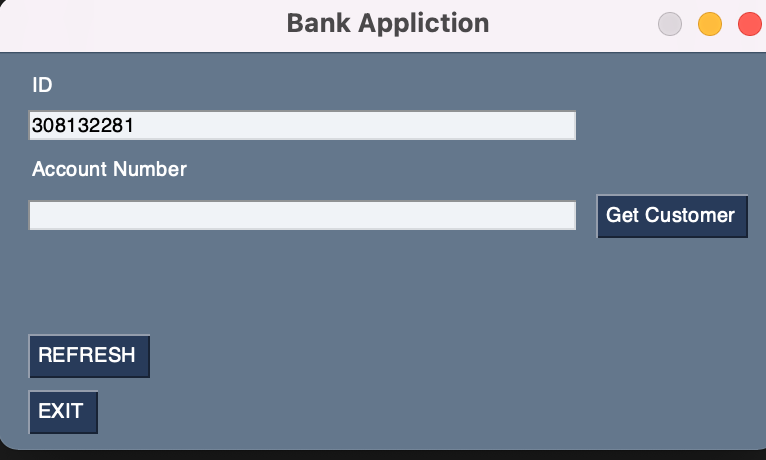 Bank Appliction
ID
308132281
Account Number
Get Customer
REFRESH
EXIT